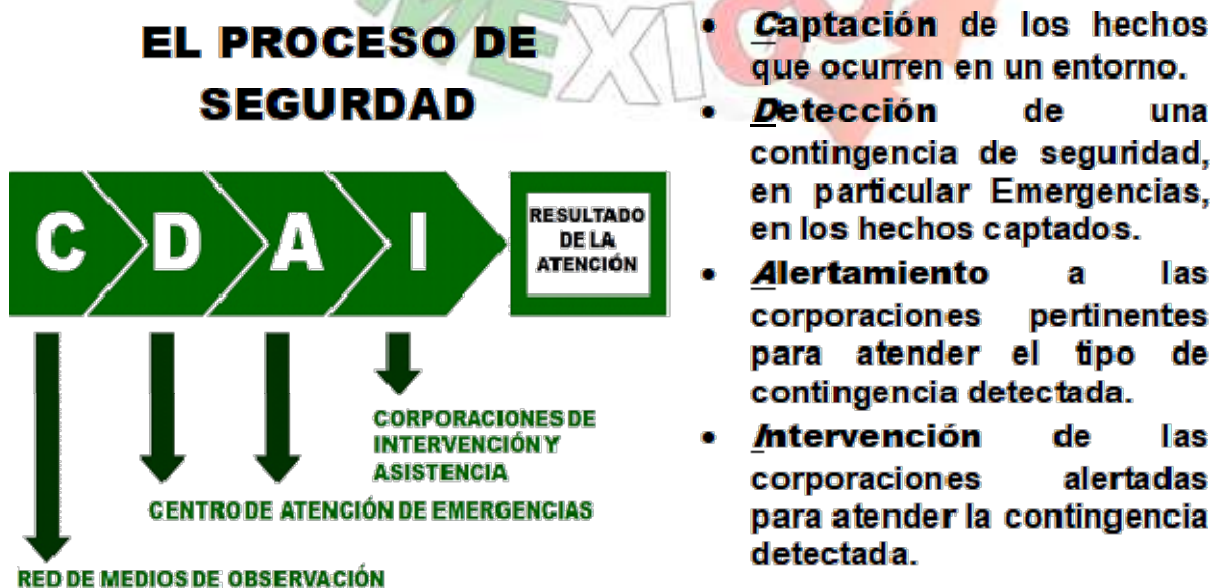 EL PROCESO DE
SEGURDAD
C D A I
RESULTADO
DE LA
ATENCIÓN
CORPORACIONES DE
INTERVENCIÓN Y
ASISTENCIA
CENTRO DE ATENCIÓN DE EMERGENCIAS
RED DE MEDIOS DE OBSERVACIÓN
MEXICO
• Captación de los hechos
que ocurren en un entorno.
• Detección de una
contingencia de seguridad,
en particular Emergencias,
en los hechos captados.
• Alertamiento a las
corporaciones pertinentes
para atender el tipo de
contingencia detectada.
• Intervención de las
corporaciones alertadas
para atender la contingencia
detectada.